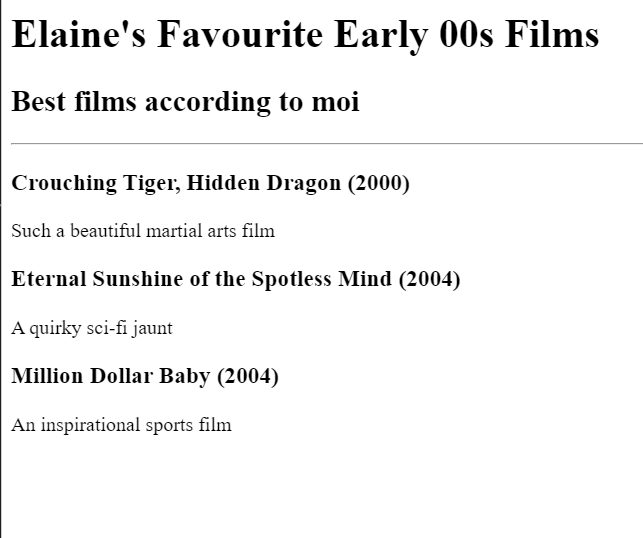 Elaine's Favourite Early 00s Films
Best films according to moi
Crouching Tiger, Hidden Dragon (2000)
Such a beautiful martial arts film
Eternal Sunshine of the Spotless Mind (2004)
A quirky sci-fi jaunt
Million Dollar Baby (2004)
An inspirational sports film